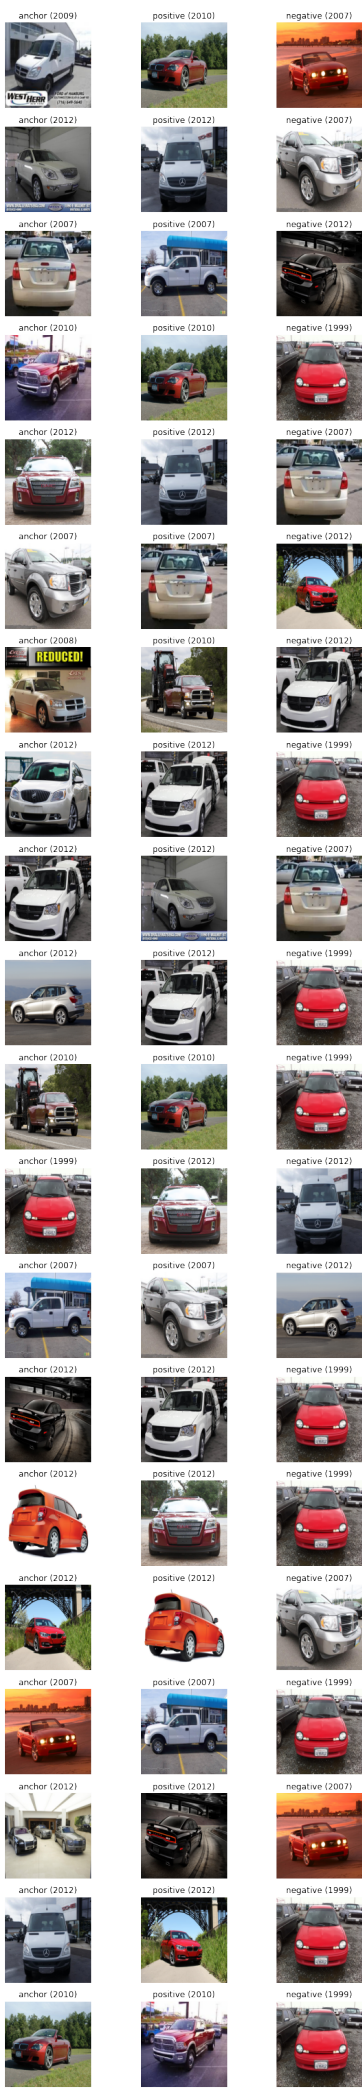 anchor (2009) positive (2010) negative (2007)
WEST HERR
anchor (2012) positive (2012) negative (2007)
anchor (2007) positive (2007) negative (2012)
anchor (2010) positive (2010) negative (1999)
anchor (2012) positive (2012) negative (2007)
anchor (2007) positive (2007) negative (2012)
anchor (2008) positive (2010) negative (2012)
REDUCED!
anchor (2012) positive (2012) negative (1999)
anchor (2012) positive (2012) negative (2007)
anchor (2012) positive (2012) negative (1999)
anchor (2010) positive (2010) negative (1999)
anchor (1999) positive (2012) negative (2012)
anchor (2007) positive (2007) negative (2012)
anchor (2012) positive (2012) negative (1999)
anchor (2012) positive (2012) negative (1999)
anchor (2012) positive (2012) negative (2007)
anchor (2007) positive (2007) negative (1999)
anchor (2012) positive (2012) negative (2007)
anchor (2012) positive (2012) negative (1999)
anchor (2010) positive (2010) negative (1999)